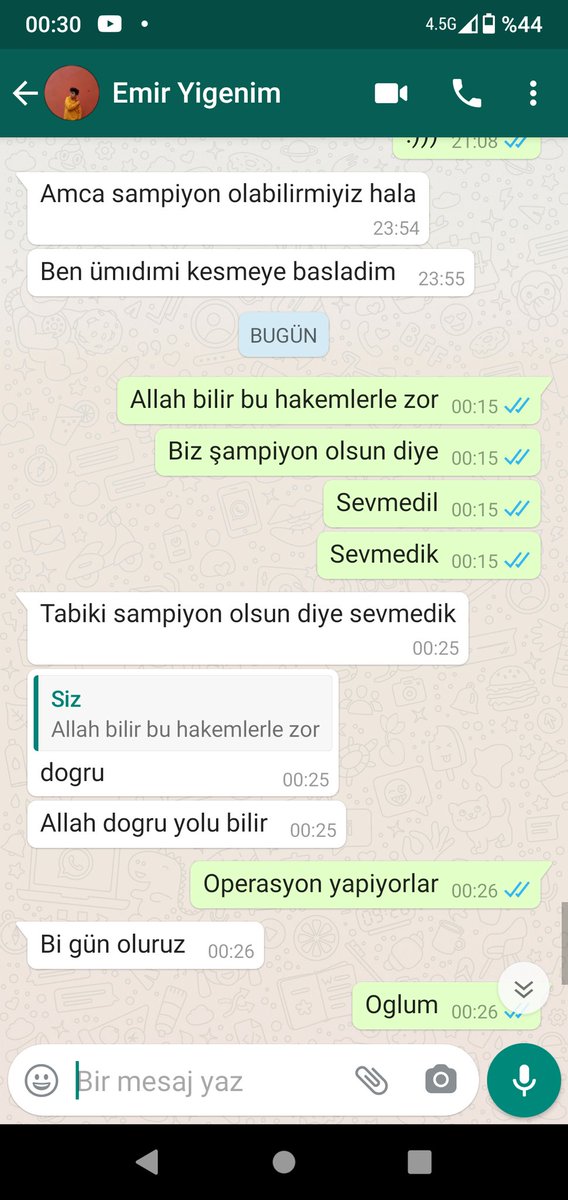 00:30 4.5G %44
Emir Yigenim
:))) 21:08
Amca sampiyon olabilirmiyiz hala
23:54
Ben ümıdımi kesmeye basladim 23:55
BUGÜN
Allah bilir bu hakemlerle zor 00:15
Biz şampiyon olsun diye 00:15
Sevmedil 00:15
Sevmedik 00:15
Tabiki sampiyon olsun diye sevmedik
00:25
Siz
Allah bilir bu hakemlerle zor
dogru 00:25
Allah dogru yolu bilir 00:25
Operasyon yapiyorlar 00:26
Bi gün oluruz 00:26
Oglum 00:26
Bir mesaj yaz